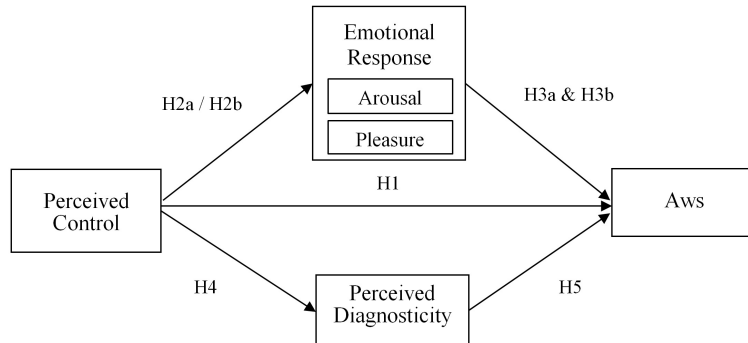 Emotional
Response
Arousal
Pleasure
H2a / H2b
H3a & H3b
H1
Perceived
Control
Aws
H4
Perceived
Diagnosticity
H5